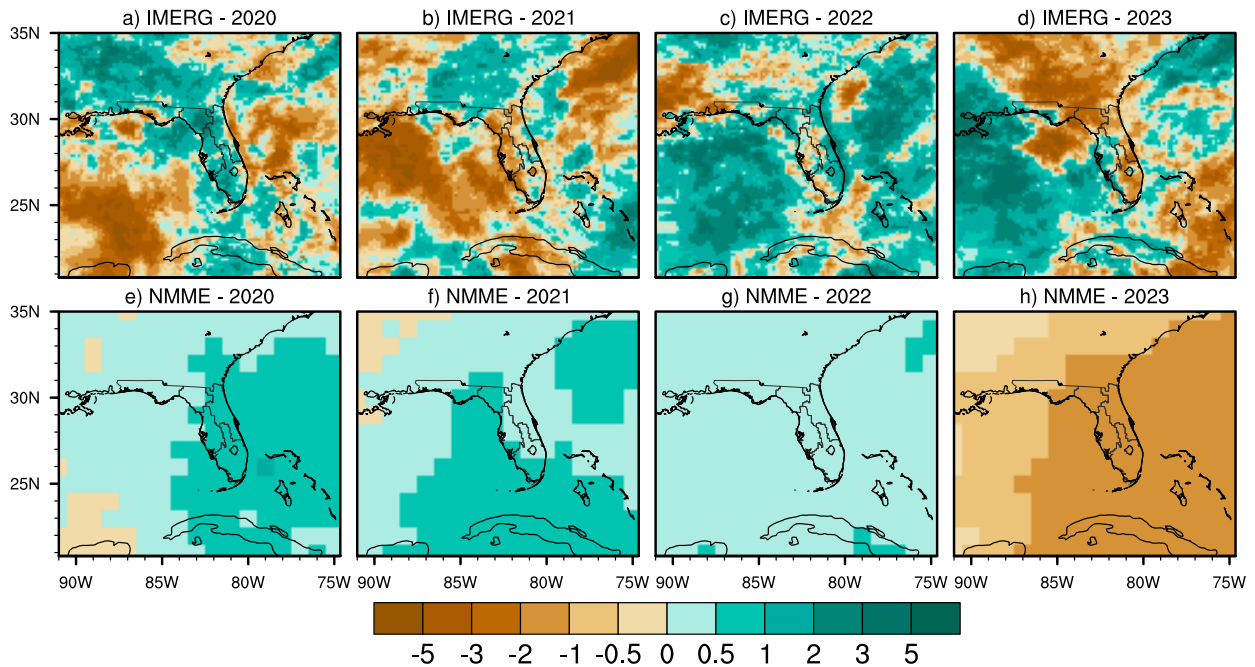 a) IMERG - 2020 b) IMERG - 2021 c) IMERG - 2022 d) IMERG - 2023
35N
30N
25N
e) NMME - 2020 f) NMME - 2021 g) NMME - 2022 h) NMME - 2023
35N
30N
25N
90W 85W 80W 75W 90W 85W 80W 75W 90W 85W 80W 75W 90W 85W 80W 75W
-5 -3 -2 -1 -0.5 0 0.5 1 2 3 5